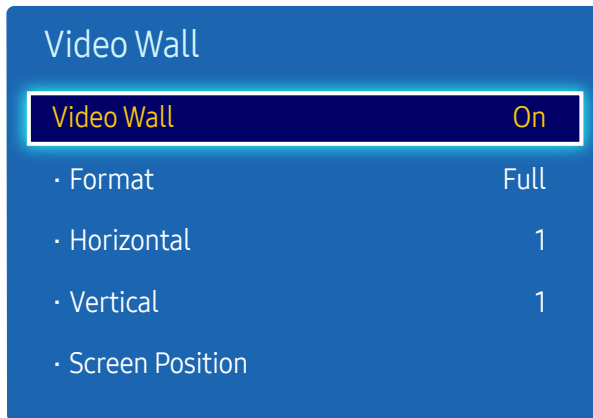 Video Wall
Video Wall On
· Format Full
· Horizontal 1
· Vertical 1
· Screen Position